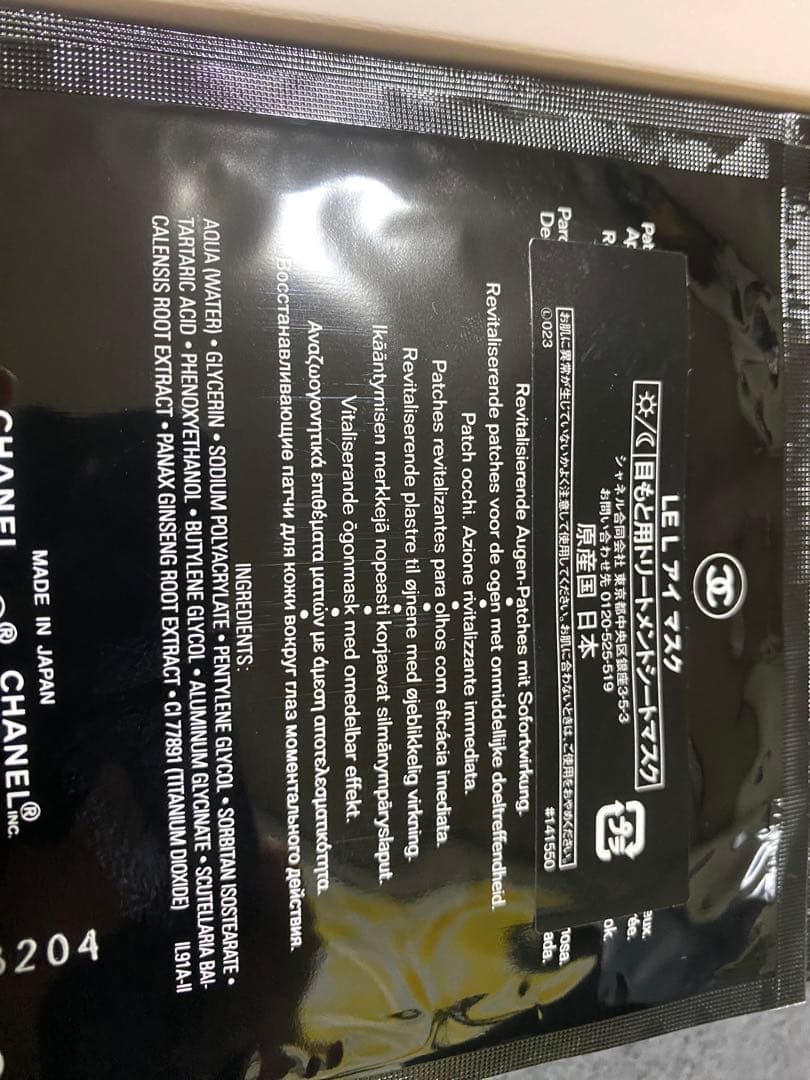 LE L アイ マスク
☼/☾ 目もと用トリートメントシートマスク
シャネル合同会社 東京都中央区銀座3-5-3
お問い合わせ先 0120-525-519
原産国 日本
お肌に異常が生じていないかよく注意して使用してください。お肌に合わないときは、ご使用をおやめください。
©023 #141550
Revitalisierende Augen-Patches mit Sofortwirkung.
Revitaliserende patches voor de ogen met onmiddellijke doeltreffendheid.
Patch occhi. Azione rivitalizzante immediata.
Patches revitalizantes para olhos com eficácia imediata.
Revitaliserende plastre til øjnene med øjeblikkelig virkning.
Ikääntymisen merkkejä nopeasti korjaavat silmänympäryslaput.
Vitaliserande ögonmask med omedelbar effekt.
Αναζωογονητικά επιθέματα ματιών με άμεση αποτελεσματικότητα.
Восстанавливающие патчи для кожи вокруг глаз моментального действия.
INGREDIENTS:
AQUA (WATER) • GLYCERIN • SODIUM POLYACRYLATE • PENTYLENE GLYCOL • SORBITAN ISOSTEARATE •
TARTARIC ACID • PHENOXYETHANOL • BUTYLENE GLYCOL • ALUMINUM GLYCINATE • SCUTELLARIA BAI-
CALENSIS ROOT EXTRACT • PANAX GINSENG ROOT EXTRACT • CI 77891 (TITANIUM DIOXIDE) IL91A-II
MADE IN JAPAN
CHANEL ® CHANEL® INC.
204